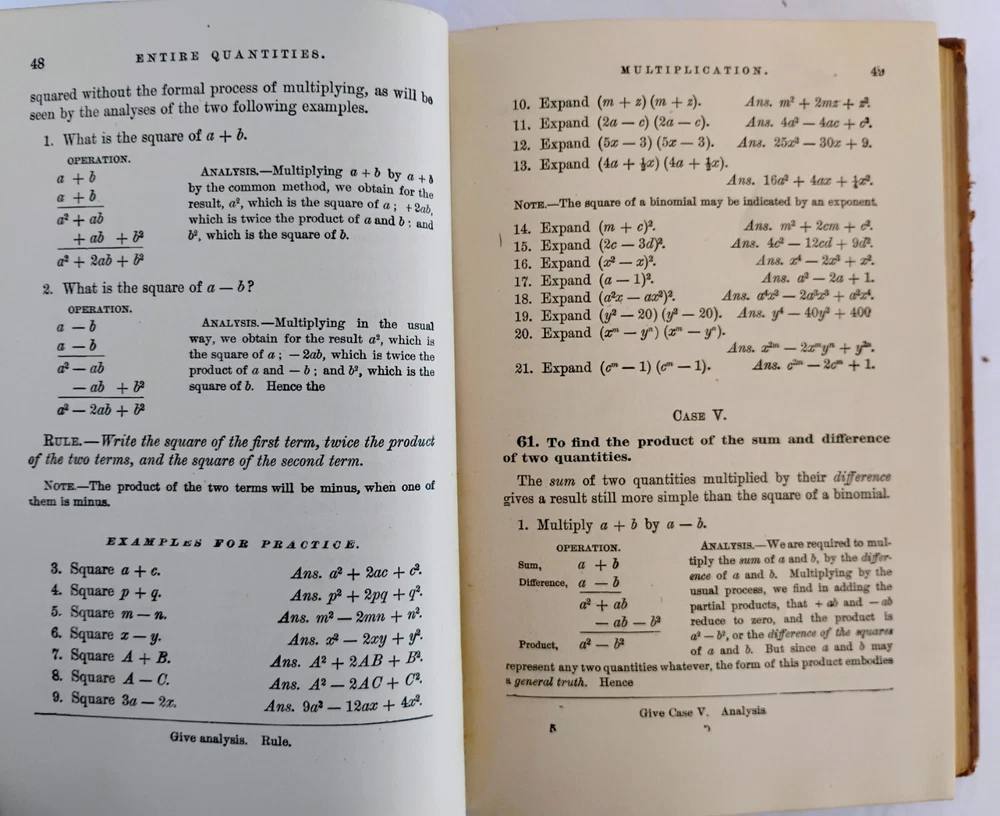 48
ENTIRE QUANTITIES.
squared without the formal process of multiplying, as will be
seen by the analyses of the two following examples.
1. What is the square of a + b.
OPERATION.
a + b
a + b
a² + ab
+ ab + b²
a² + 2ab + b²
ANALYSIS.—Multiplying a + b by a + b
by the common method, we obtain for the
result, a², which is the square of a ; + 2ab,
which is twice the product of a and b ; and
b², which is the square of b.
2. What is the square of a — b?
OPERATION.
a — b
a — b
a² — ab
— ab + b²
a² — 2ab + b²
ANALYSIS.—Multiplying in the usual
way, we obtain for the result a², which is
the square of a ; — 2ab, which is twice the
product of a and — b ; and b², which is the
square of b. Hence the
RULE.—Write the square of the first term, twice the product
of the two terms, and the square of the second term.
NOTE.—The product of the two terms will be minus, when one of
them is minus.
EXAMPLES FOR PRACTICE.
3. Square a + c. Ans. a² + 2ac + c².
4. Square p + q. Ans. p² + 2pq + q².
5. Square m — n. Ans. m² — 2mn + n².
6. Square x — y. Ans. x² — 2xy + y².
7. Square A + B. Ans. A² + 2AB + B².
8. Square A — C. Ans. A² — 2AC + C².
9. Square 3a — 2x. Ans. 9a² — 12ax + 4x².
Give analysis. Rule.
MULTIPLICATION. 49
10. Expand (m + z) (m + z). Ans. m² + 2mz + z².
11. Expand (2a — c) (2a — c). Ans. 4a² — 4ac + c².
12. Expand (5x — 3) (5x — 3). Ans. 25x² — 30x + 9.
13. Expand (4a + ½x) (4a + ½x).
Ans. 16a² + 4ax + ¼x².
NOTE.—The square of a binomial may be indicated by an exponent
14. Expand (m + c)². Ans. m² + 2cm + c².
15. Expand (2c — 3d)². Ans. 4c² — 12cd + 9d².
16. Expand (x² — x)². Ans. x⁴ — 2x³ + x².
17. Expand (a — 1)². Ans. a² — 2a + 1.
18. Expand (a²x — ax²)². Ans. a⁴x² — 2a³x³ + a²x⁴.
19. Expand (y² — 20) (y² — 20). Ans. y⁴ — 40y² + 400
20. Expand (xᵐ — yⁿ) (xᵐ — yⁿ).
Ans. x²ᵐ — 2xᵐyⁿ + y²ⁿ.
21. Expand (cᵐ — 1) (cᵐ — 1). Ans. c²ᵐ — 2cᵐ + 1.
CASE V.
61. To find the product of the sum and difference
of two quantities.
The sum of two quantities multiplied by their difference
gives a result still more simple than the square of a binomial.
1. Multiply a + b by a — b.
OPERATION.
Sum, a + b
Difference, a — b
a² + ab
— ab — b²
Product, a² — b²
ANALYSIS.—We are required to mul-
tiply the sum of a and b, by the differ-
ence of a and b. Multiplying by the
usual process, we find in adding the
partial products, that + ab and — ab
reduce to zero, and the product is
a² — b², or the difference of the squares
of a and b. But since a and b may
represent any two quantities whatever, the form of this product embodies
a general truth. Hence
Give Case V. Analysis
5